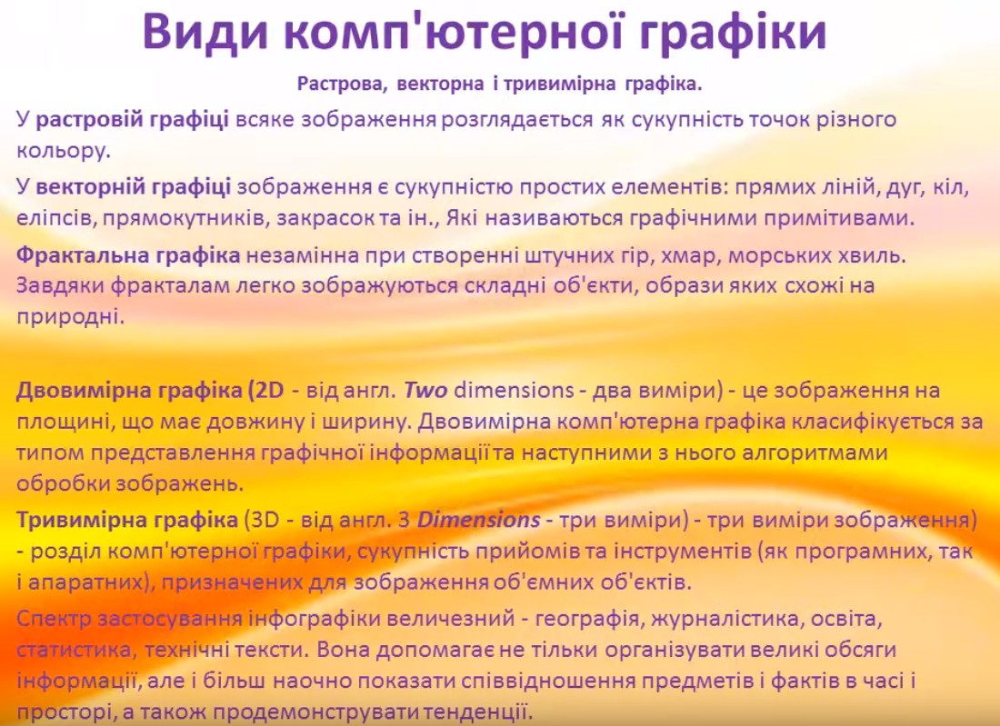 Види комп'ютерної графіки
Растрова, векторна і тривимірна графіка.
У растровій графіці всяке зображення розглядається як сукупність точок різного
кольору.
У векторній графіці зображення є сукупністю простих елементів: прямих ліній, дуг, кіл,
еліпсів, прямокутників, закрасок та ін., Які називаються графічними примітивами.
Фрактальна графіка незамінна при створенні штучних гір, хмар, морських хвиль.
Завдяки фракталам легко зображуються складні об'єкти, образи яких схожі на
природні.
Двовимірна графіка (2D - від англ. Two dimensions - два виміри) - це зображення на
площині, що має довжину і ширину. Двовимірна комп'ютерна графіка класифікується за
типом представлення графічної інформації та наступними з нього алгоритмами
обробки зображень.
Тривимірна графіка (3D - від англ. 3 Dimensions - три виміри) - три виміри зображення)
- розділ комп'ютерної графіки, сукупність прийомів та інструментів (як програмних, так
і апаратних), призначених для зображення об'ємних об'єктів.
Спектр застосування інфографіки величезний - географія, журналістика, освіта,
статистика, технічні тексти. Вона допомагає не тільки організувати великі обсяги
інформації, але і більш наочно показати співвідношення предметів і фактів в часі і
просторі, а також продемонструвати тенденції.